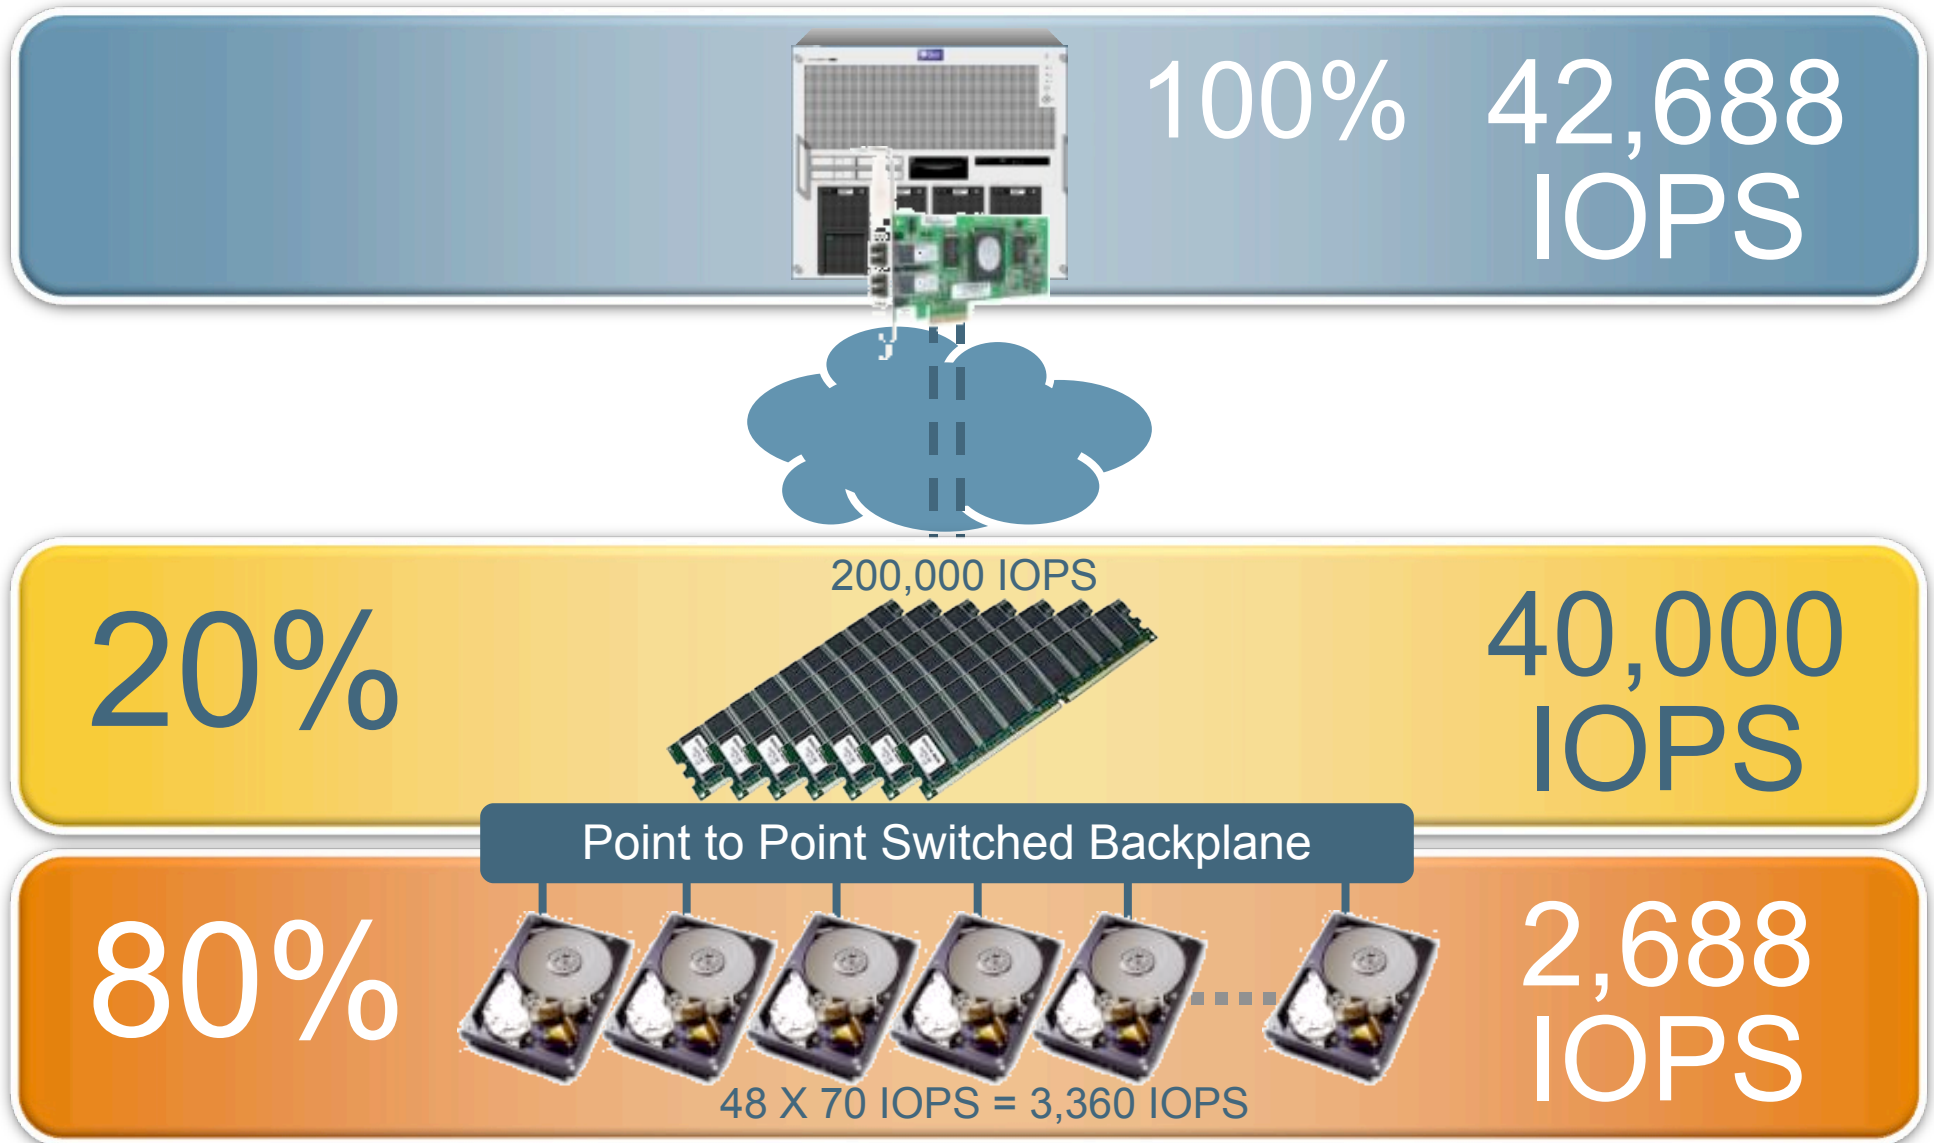 100%
42,688
IOPS
200,000 IOPS
20%
40,000
IOPS
Point to Point Switched Backplane
80%
2,688
IOPS
48 X 70 IOPS = 3,360 IOPS